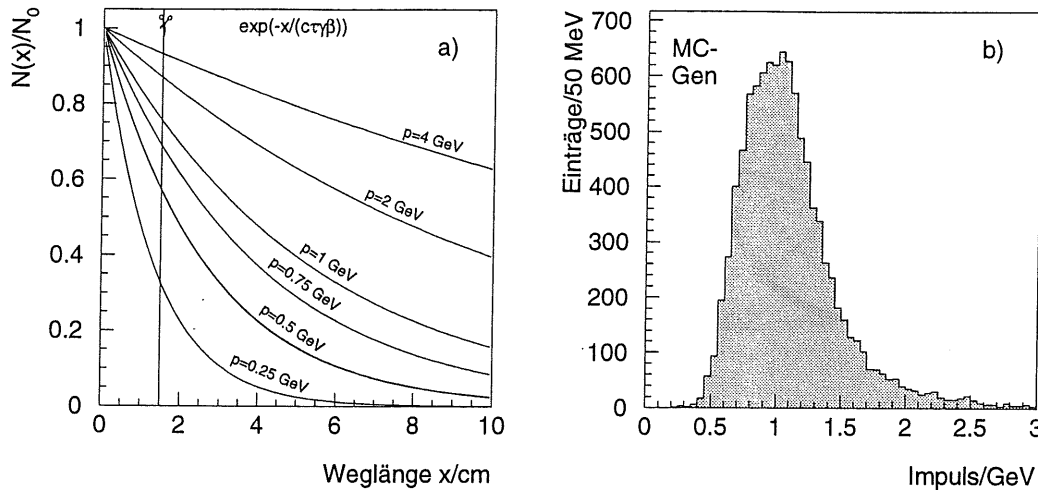 N(x)/N₀
1
0.8
0.6
0.4
0.2
0
exp(-x/(cτγβ))
a)
p=4 GeV
p=2 GeV
p=1 GeV
p=0.75 GeV
p=0.5 GeV
p=0.25 GeV
0 2 4 6 8 10
Weglänge x/cm
Einträge/50 MeV
700
600
500
400
300
200
100
0
MC-
Gen
b)
0 0.5 1 1.5 2 2.5 3
Impuls/GeV